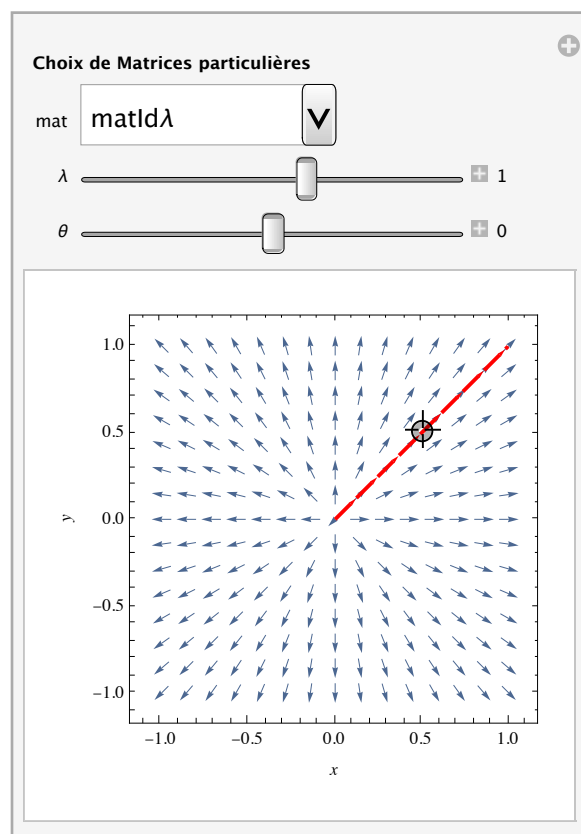 Choix de Matrices particulières
mat matIdλ
λ 1
θ 0
1.0
0.5
y 0.0
−0.5
−1.0
−1.0 −0.5 0.0 0.5 1.0
x